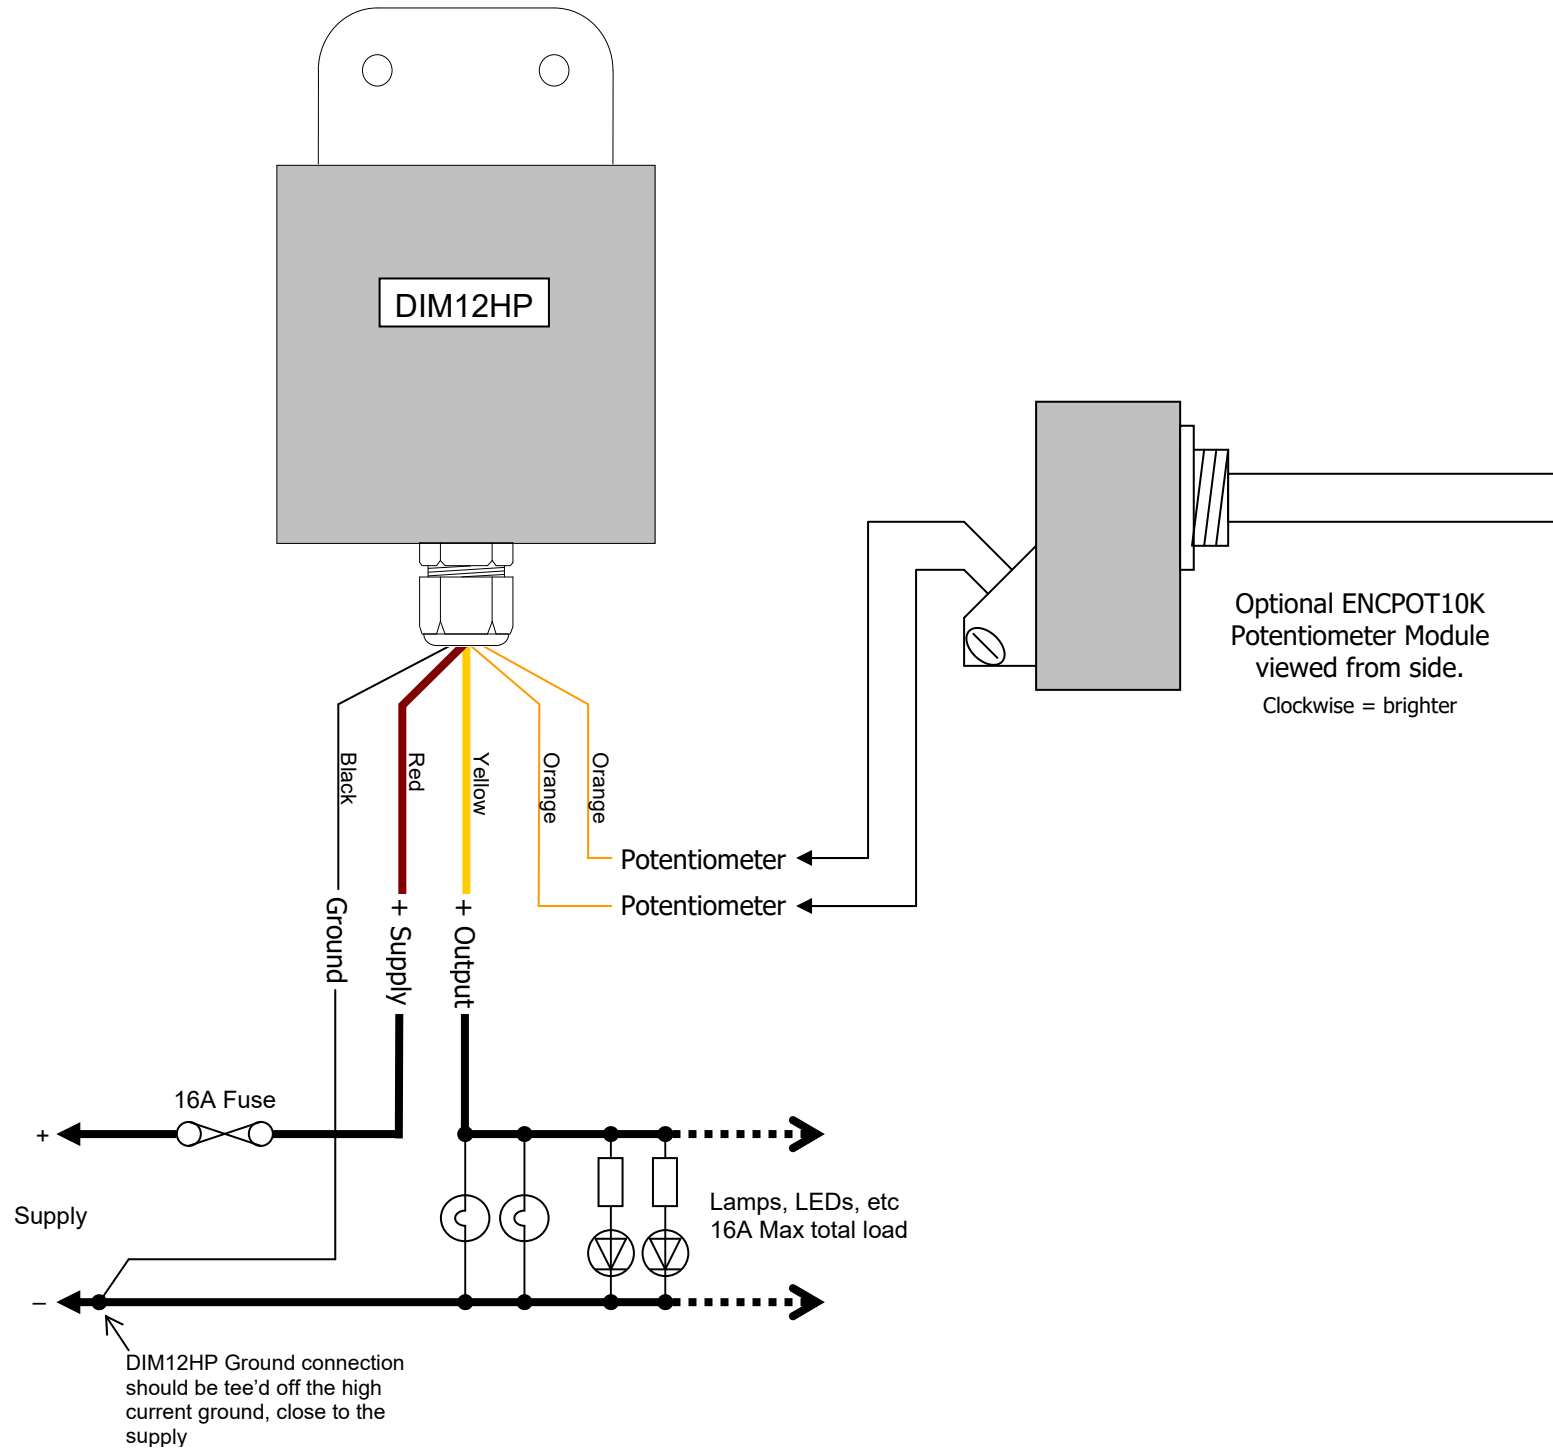 DIM12HP
Optional ENCPOT10K
Potentiometer Module
viewed from side.
Clockwise = brighter
Black
Red
Yellow
Orange
Orange
Potentiometer
Potentiometer
Ground
+ Supply
+ Output
16A Fuse
+
Supply
Lamps, LEDs, etc
16A Max total load
–
DIM12HP Ground connection
should be tee’d off the high
current ground, close to the
supply